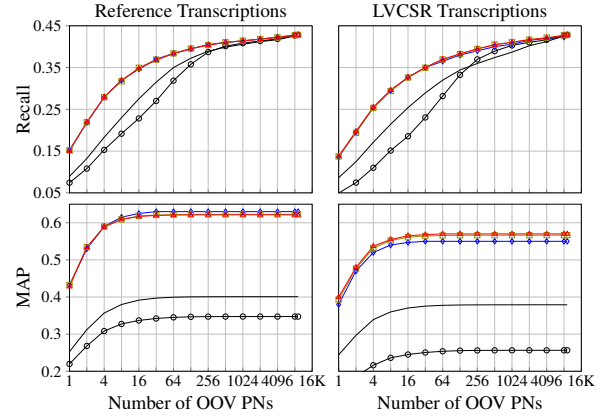 Reference Transcriptions LVCSR Transcriptions
0.45
0.35
0.25
0.15
0.05
Recall
0.6
0.5
0.4
0.3
0.2
MAP
1 4 16 64 256 1024 4096 16K
1 4 16 64 256 1024 4096 16K
Number of OOV PNs Number of OOV PNs